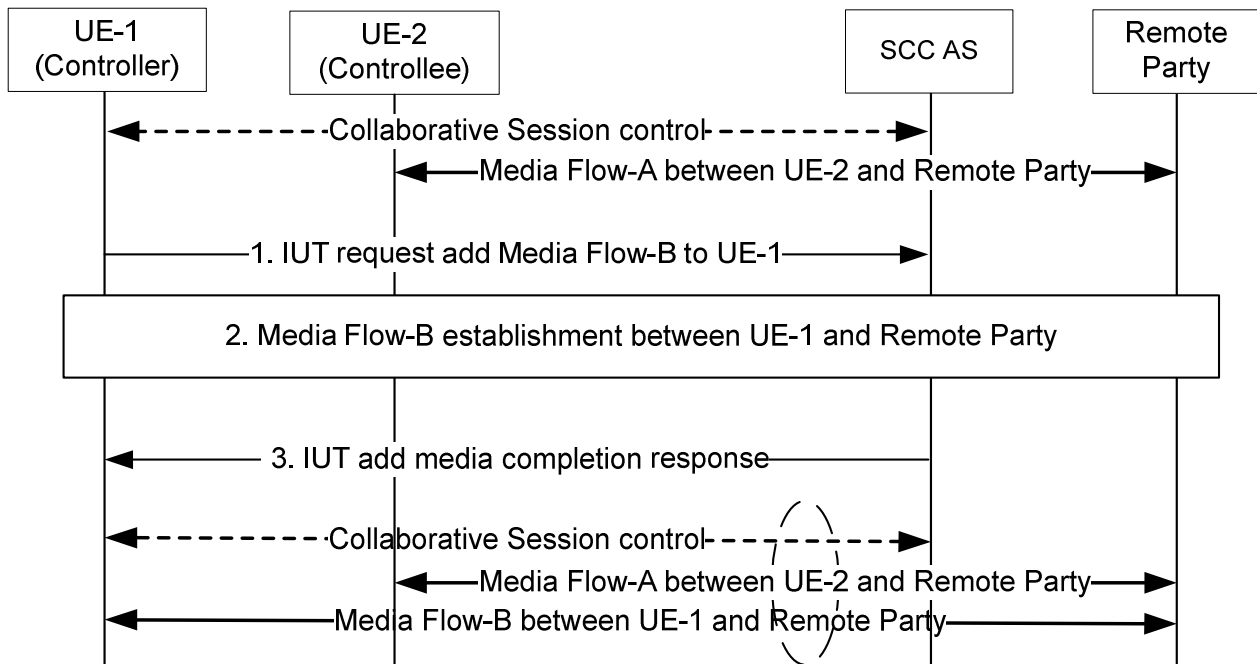 UE-1
(Controller)
UE-2
(Controllee)
SCC AS
Remote
Party
Collaborative Session control
Media Flow-A between UE-2 and Remote Party
1. IUT request add Media Flow-B to UE-1
2. Media Flow-B establishment between UE-1 and Remote Party
3. IUT add media completion response
Collaborative Session control
Media Flow-A between UE-2 and Remote Party
Media Flow-B between UE-1 and Remote Party